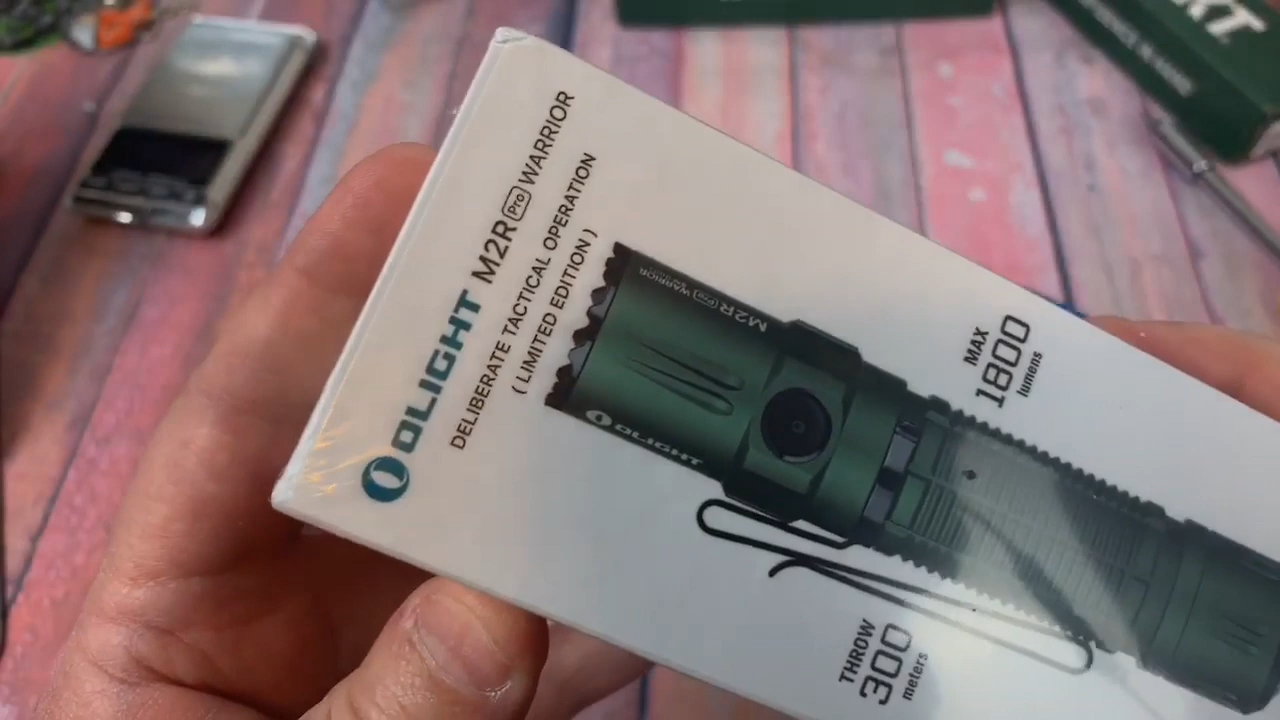 OLIGHT M2R Pro WARRIOR
DELIBERATE TACTICAL OPERATION
( LIMITED EDITION )
M2R Pro WARRIOR
OLIGHT
MAX
1800
lumens
THROW
300
meters